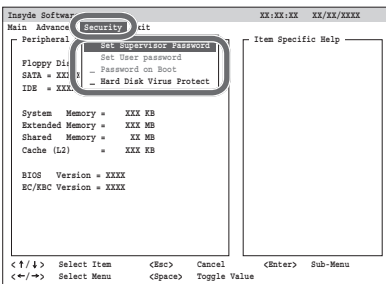 Insyde Softwar XX:XX:XX XX/XX/XXXX
Main Advance Security xit
Peripheral Item Specific Help
Set Supervisor Password
Set User password
Floppy Di
_ Password on Boot
SATA = XX X
_ Hard Disk Virus Protect
IDE = XXX
System Memory = XXX KB
Extended Memory = XXX MB
Shared Memory = XX MB
Cache (L2) = XXX KB
BIOS Version = XXXX
EC/KBC Version = XXXX
<↑/↓> Select Item <Esc> Cancel <Enter> Sub-Menu
<←/→> Select Menu <Space> Toggle Value